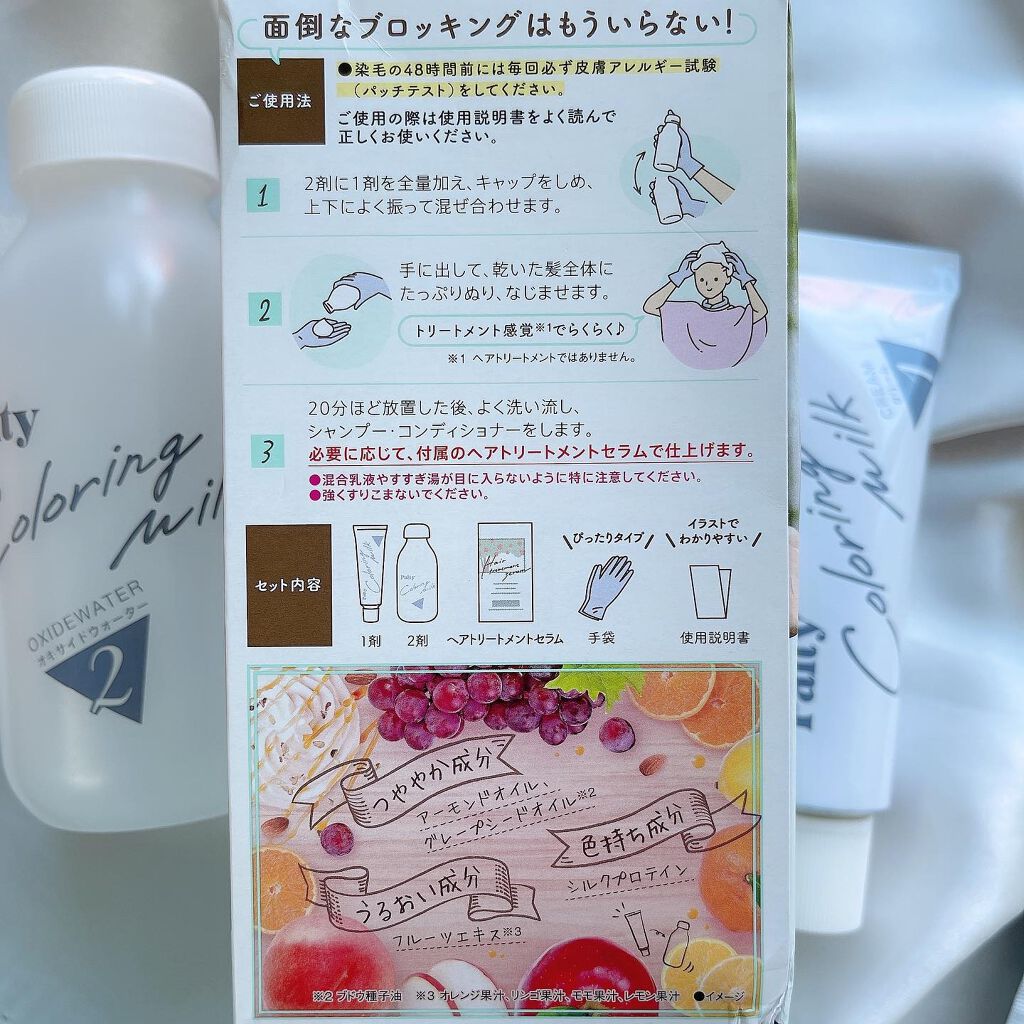 面倒なブロッキングはもういらない!
ご使用法
●染毛の48時間前には毎回必ず皮膚アレルギー試験
(パッチテスト)をしてください。
ご使用の際は使用説明書をよく読んで
正しくお使いください。
1
2剤に1剤を全量加え、キャップをしめ、
上下によく振って混ぜ合わせます。
2
手に出して、乾いた髪全体に
たっぷりぬり、なじませます。
トリートメント感覚※1でらくらく♪
※1 ヘアトリートメントではありません。
3
20分ほど放置した後、よく洗い流し、
シャンプー・コンディショナーをします。
必要に応じて、付属のヘアトリートメントセラムで仕上げます。
●混合乳液やすすぎ湯が目に入らないように特に注意してください。
●強くすりこまないでください。
セット内容
1剤
2剤
Hair
treatment
serum
ヘアトリートメントセラム
ぴったりタイプ
手袋
イラストで
わかりやすい
使用説明書
つややか成分
アーモンドオイル、
グレープシードオイル※2
色持ち成分
シルクプロテイン
うるおい成分
フルーツエキス※3
※2 ブドウ種子油 ※3 オレンジ果汁、リンゴ果汁、モモ果汁、レモン果汁 ●イメージ
lty
Coloring
mil
OXIDEWATER
オキサイドウォーター
2
Palty
Coloring
milk
CREAM
1